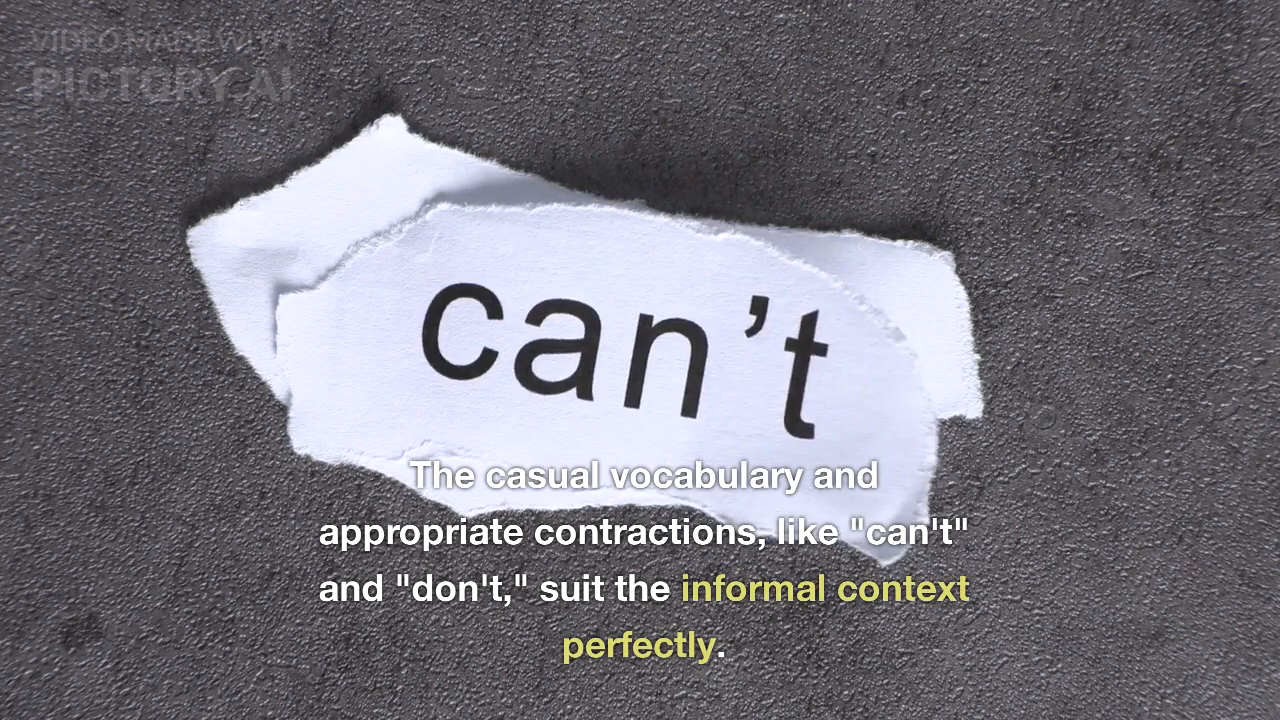 VIDEO MADE WITH
PICTORY.AI
can’t
The casual vocabulary and
appropriate contractions, like "can't"
and "don't," suit the informal context
perfectly.